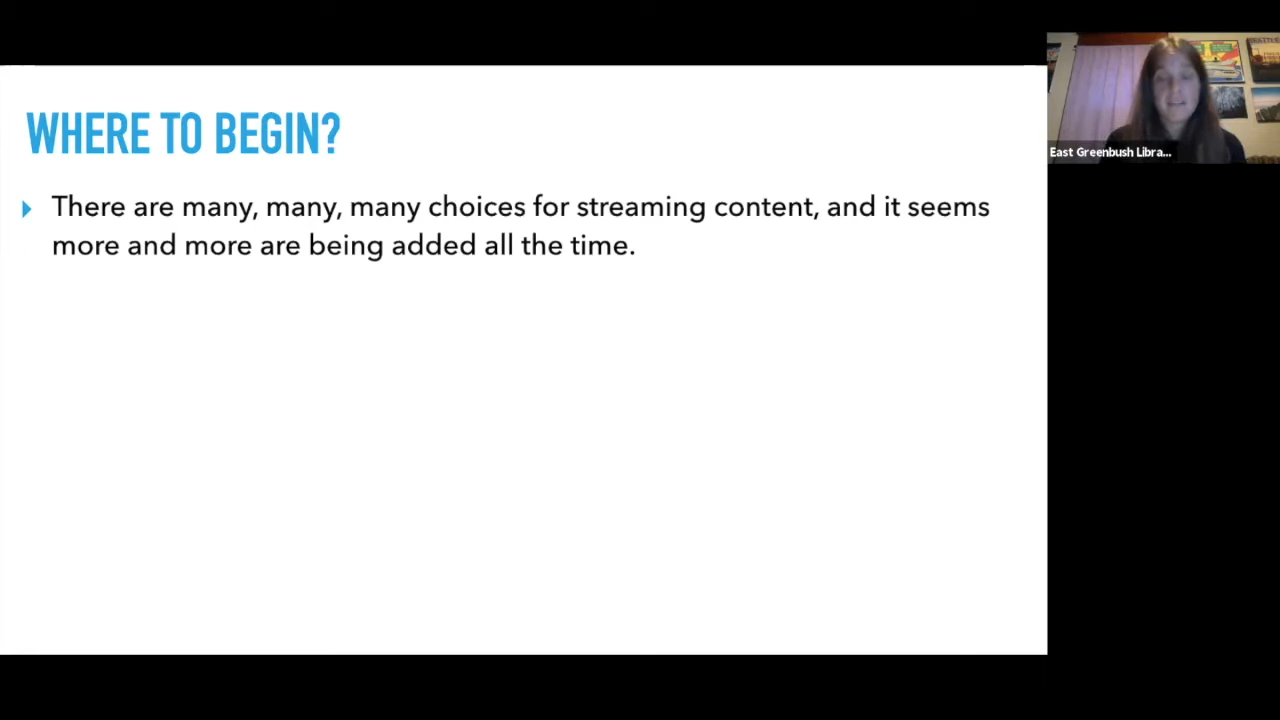 WHERE TO BEGIN?
There are many, many, many choices for streaming content, and it seems
more and more are being added all the time.
East Greenbush Libra...